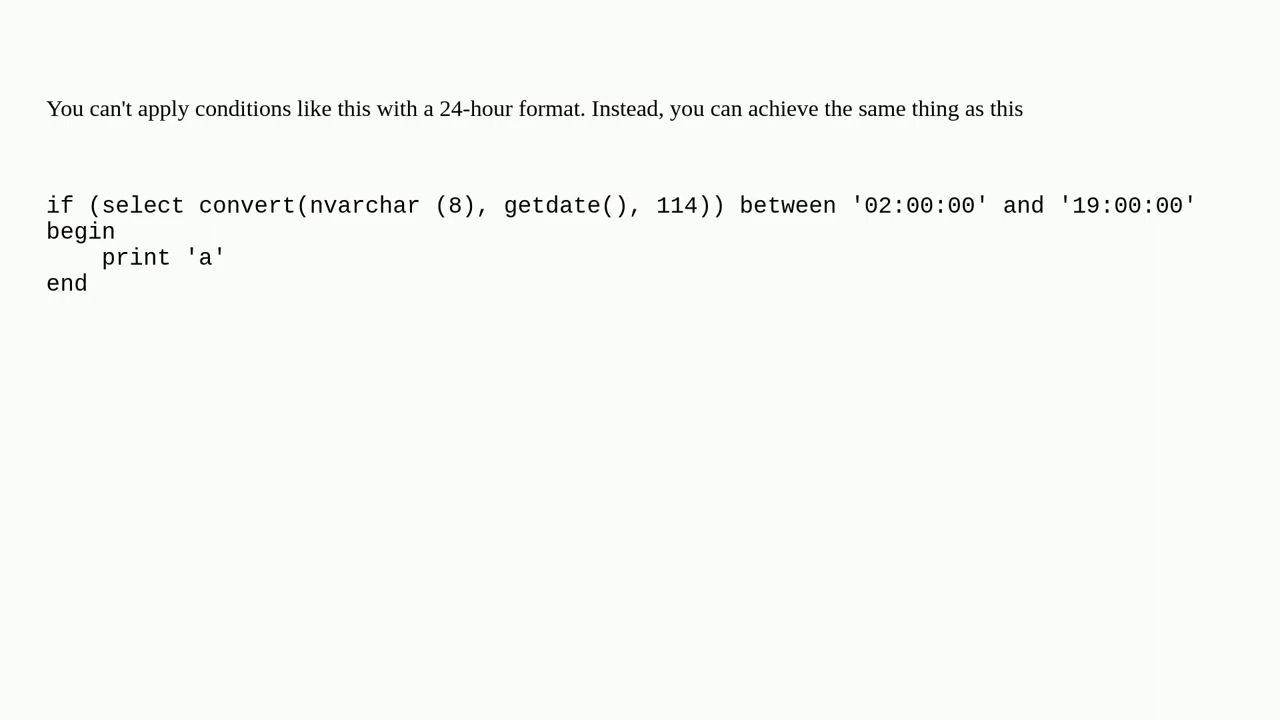 You can't apply conditions like this with a 24-hour format. Instead, you can achieve the same thing as this
if (select convert(nvarchar (8), getdate(), 114)) between '02:00:00' and '19:00:00'
begin
    print 'a'
end